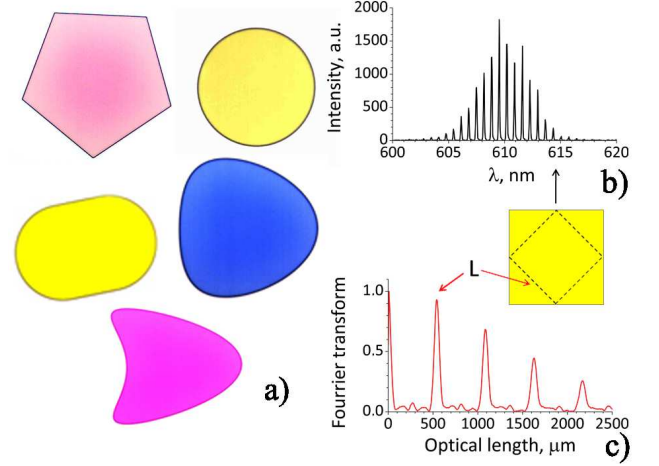 a)
2000
1500
1000
500
0
Intensity, a.u.
600 605 610 615 620
λ, nm
b)
L
1.0
0.5
0.0
Fourrier transform
0 500 1000 1500 2000 2500
Optical length, μm
c)